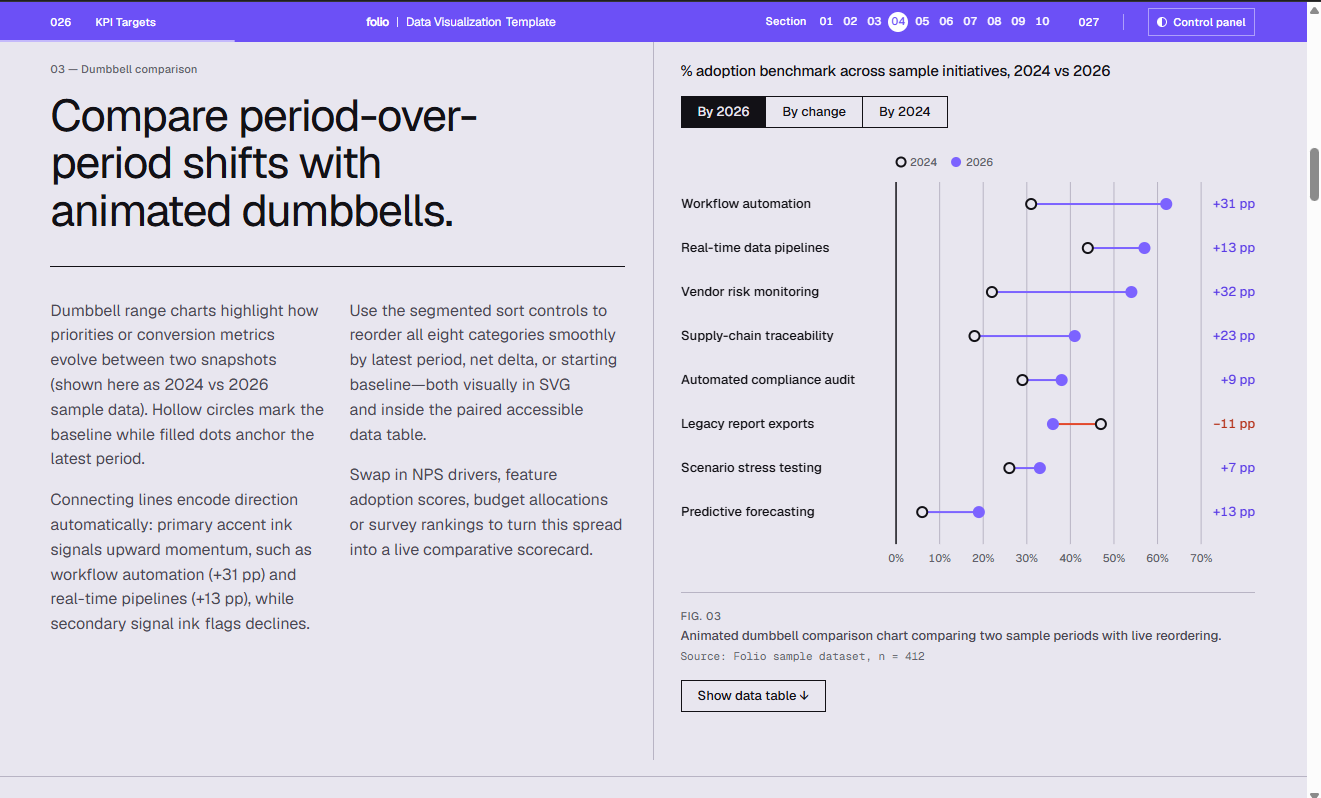 026 KPI Targets folio | Data Visualization Template Section 01 02 03 04 05 06 07 08 09 10 027 Control panel
03 — Dumbbell comparison
Compare period-over-
period shifts with
animated dumbbells.
Dumbbell range charts highlight how
priorities or conversion metrics
evolve between two snapshots
(shown here as 2024 vs 2026
sample data). Hollow circles mark the
baseline while filled dots anchor the
latest period.
Connecting lines encode direction
automatically: primary accent ink
signals upward momentum, such as
workflow automation (+31 pp) and
real-time pipelines (+13 pp), while
secondary signal ink flags declines.
Use the segmented sort controls to
reorder all eight categories smoothly
by latest period, net delta, or starting
baseline—both visually in SVG
and inside the paired accessible
data table.
Swap in NPS drivers, feature
adoption scores, budget allocations
or survey rankings to turn this spread
into a live comparative scorecard.
% adoption benchmark across sample initiatives, 2024 vs 2026
By 2026 By change By 2024
2024 2026
Workflow automation +31 pp
Real-time data pipelines +13 pp
Vendor risk monitoring +32 pp
Supply-chain traceability +23 pp
Automated compliance audit +9 pp
Legacy report exports −11 pp
Scenario stress testing +7 pp
Predictive forecasting +13 pp
0% 10% 20% 30% 40% 50% 60% 70%
FIG. 03
Animated dumbbell comparison chart comparing two sample periods with live reordering.
Source: Folio sample dataset, n = 412
Show data table ↓